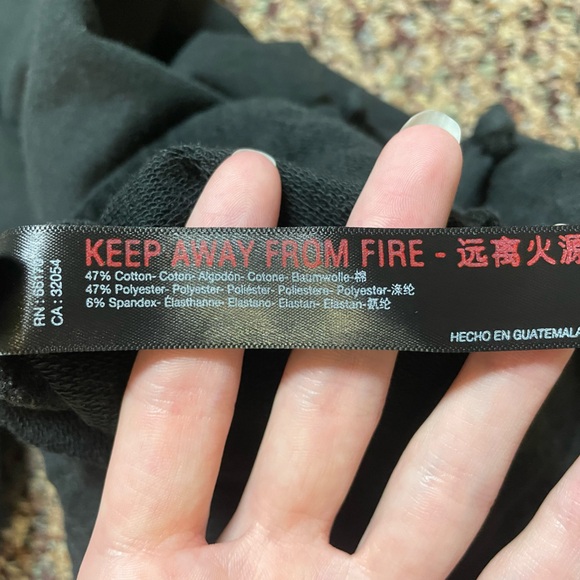 KEEP AWAY FROM FIRE - 远离火源
47% Cotton- Coton- Algodón- Cotone- Baumwolle-棉
47% Polyester- Polyester- Poliéster- Poliestere- Polyester-涤纶
6% Spandex- Élasthanne- Elastano- Elastan- Elastan-氨纶
HECHO EN GUATEMALA
RN :
CA : 32054